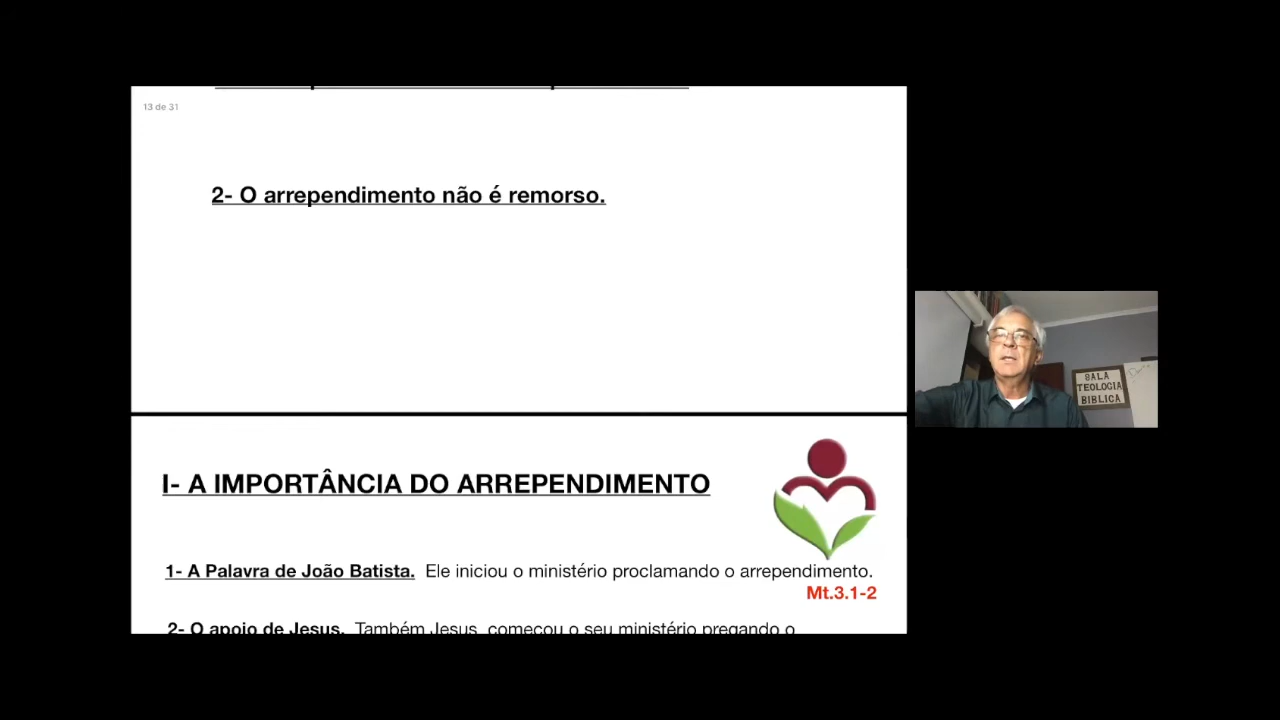 13 de 31
2- O arrependimento não é remorso.
I- A IMPORTÂNCIA DO ARREPENDIMENTO
1- A Palavra de João Batista. Ele iniciou o ministério proclamando o arrependimento.
Mt.3.1-2
2- O apoio de Jesus. Também Jesus, começou o seu ministério pregando o
SALA
TEOLOGIA
BIBLICA